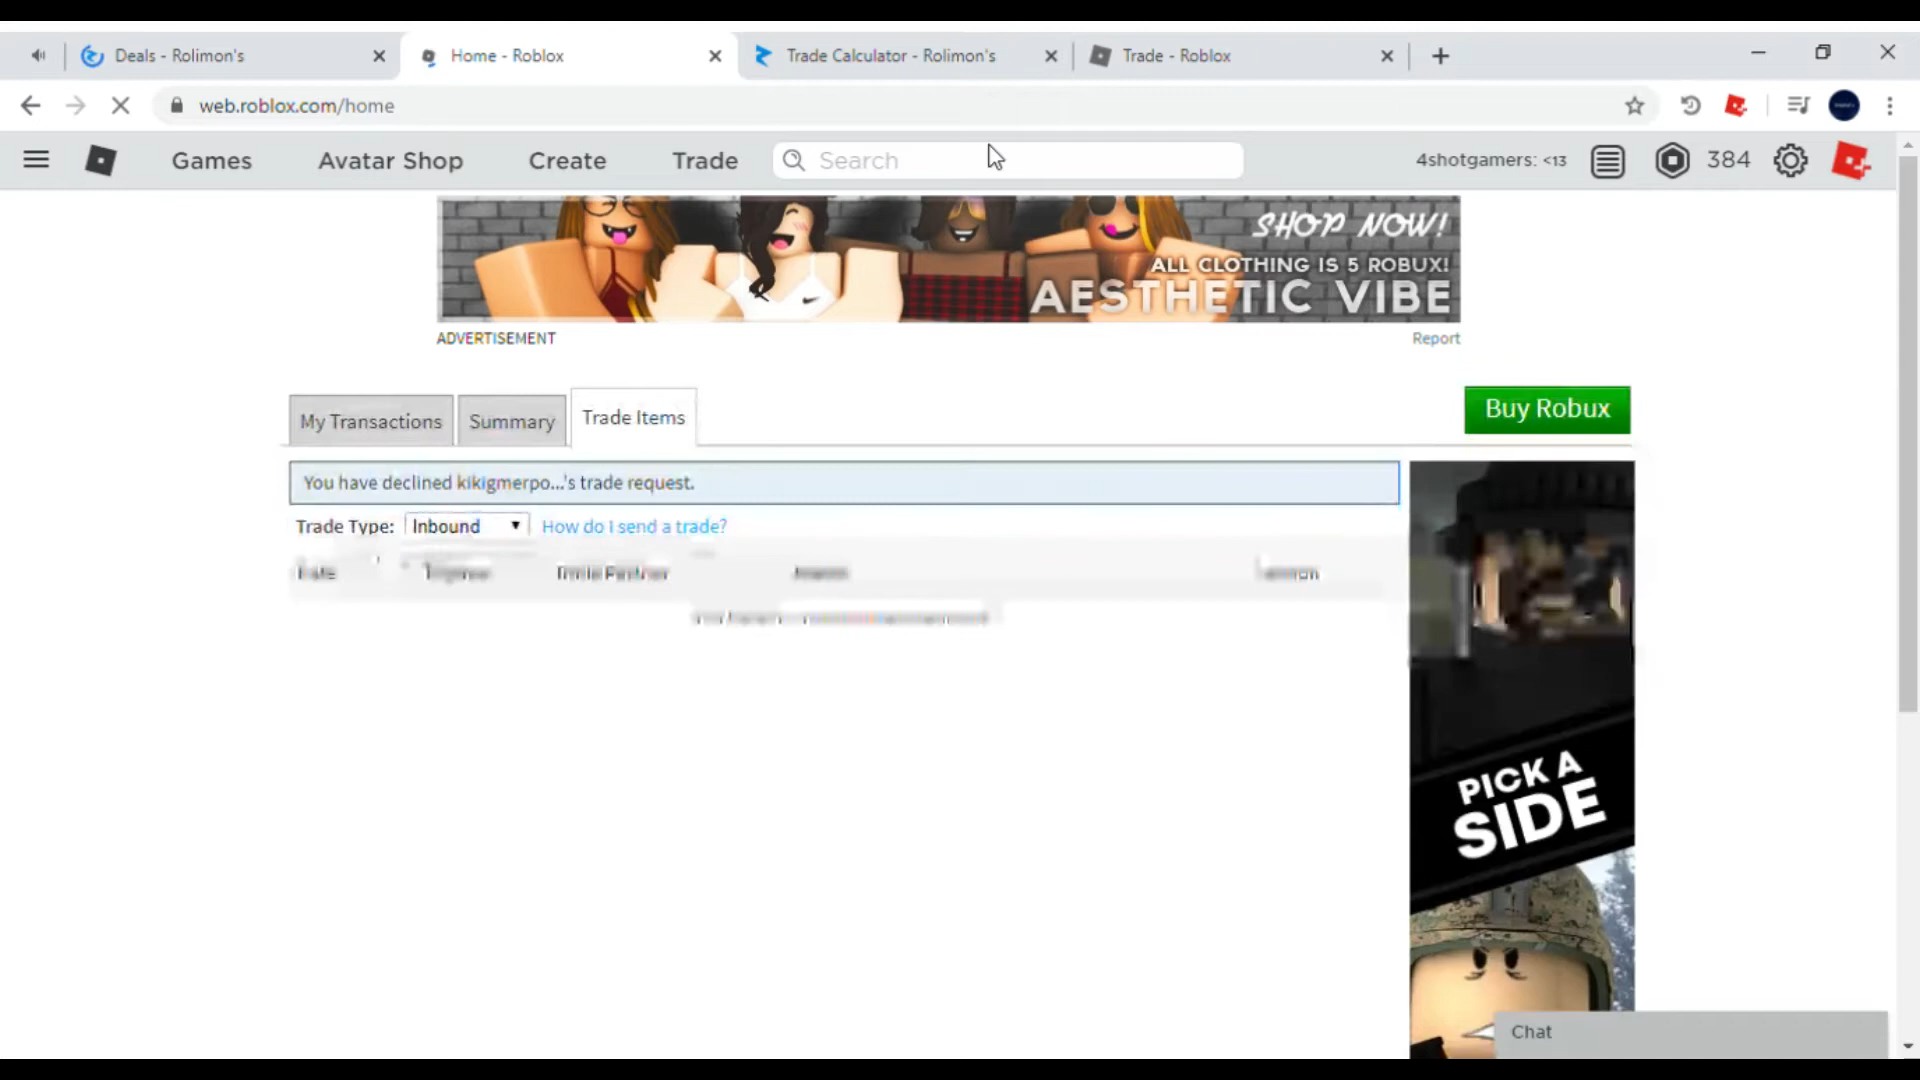 Deals - Rolimon's
Home - Roblox
Trade Calculator - Rolimon's
Trade - Roblox
web.roblox.com/home
Games
Avatar Shop
Create
Trade
Search
4shotgamers: <13
384
SHOP NOW!
ALL CLOTHING IS 5 ROBUX!
AESTHETIC VIBE
ADVERTISEMENT
Report
My Transactions
Summary
Trade Items
Buy Robux
You have declined kikigmerpo...'s trade request.
Trade Type: Inbound
How do I send a trade?
Trade Partner
PICK A
SIDE
Chat